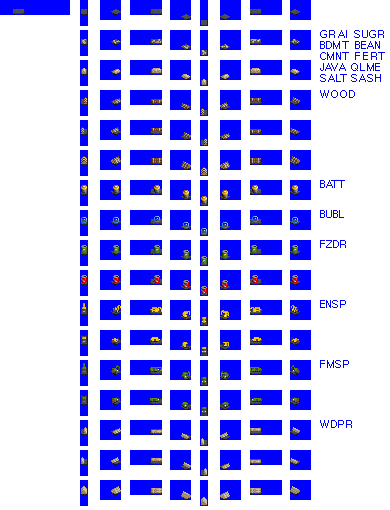 GRAI SUGR
BDMT BEAN
CMNT FERT
JAVA QLME
SALT SASH
WOOD
BATT
BUBL
FZDR
ENSP
FMSP
WDPR